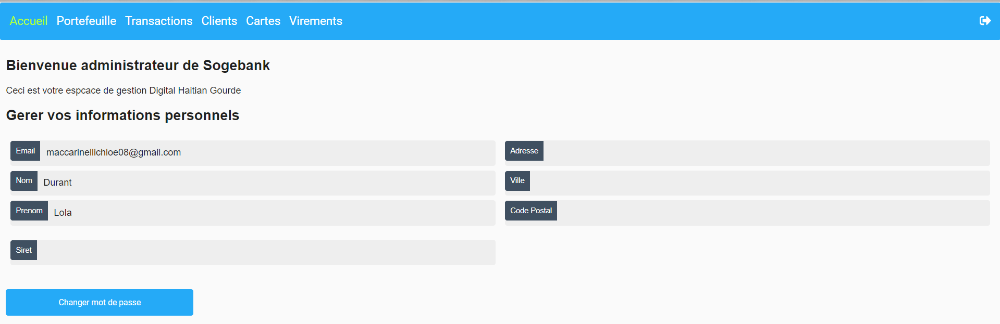 Accueil Portefeuille Transactions Clients Cartes Virements
Bienvenue administrateur de Sogebank
Ceci est votre espcace de gestion Digital Haitian Gourde
Gerer vos informations personnels
Email maccarinellichloe08@gmail.com
Adresse
Nom Durant
Ville
Prenom Lola
Code Postal
Siret
Changer mot de passe